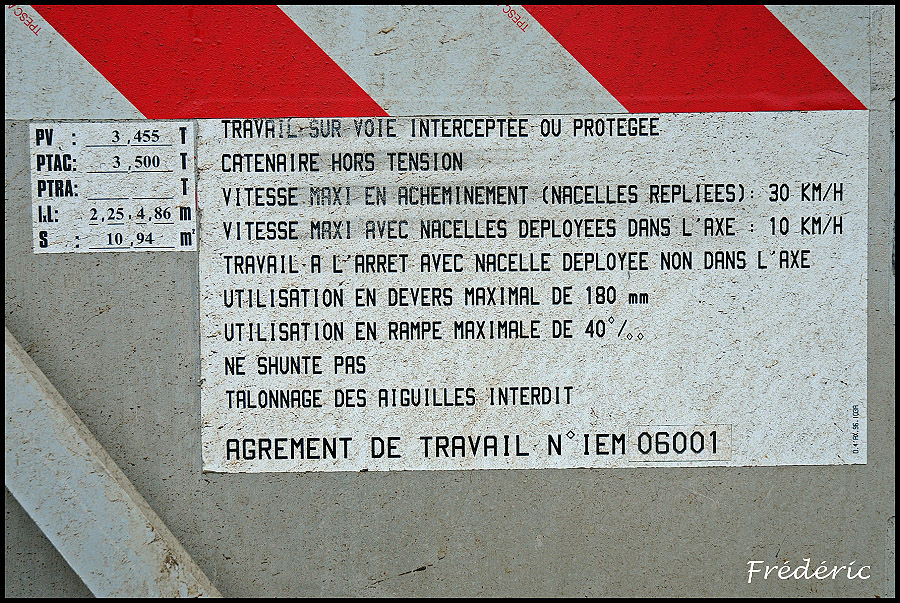 TPESC
TPESC
PV : 3,455 T
PTAC: 3,500 T
PTRA: T
l.L: 2,25.4,86 m
S : 10,94 m²
TRAVAIL SUR VOIE INTERCEPTEE OU PROTEGEE
CATENAIRE HORS TENSION
VITESSE MAXI EN ACHEMINEMENT (NACELLES REPLIEES): 30 KM/H
VITESSE MAXI AVEC NACELLES DEPLOYEES DANS L'AXE : 10 KM/H
TRAVAIL A L'ARRET AVEC NACELLE DEPLOYEE NON DANS L'AXE
UTILISATION EN DEVERS MAXIMAL DE 180 mm
UTILISATION EN RAMPE MAXIMALE DE 40°/₀₀
NE SHUNTE PAS
TALONNAGE DES AIGUILLES INTERDIT
AGREMENT DE TRAVAIL N° IEM 06001
Frédéric